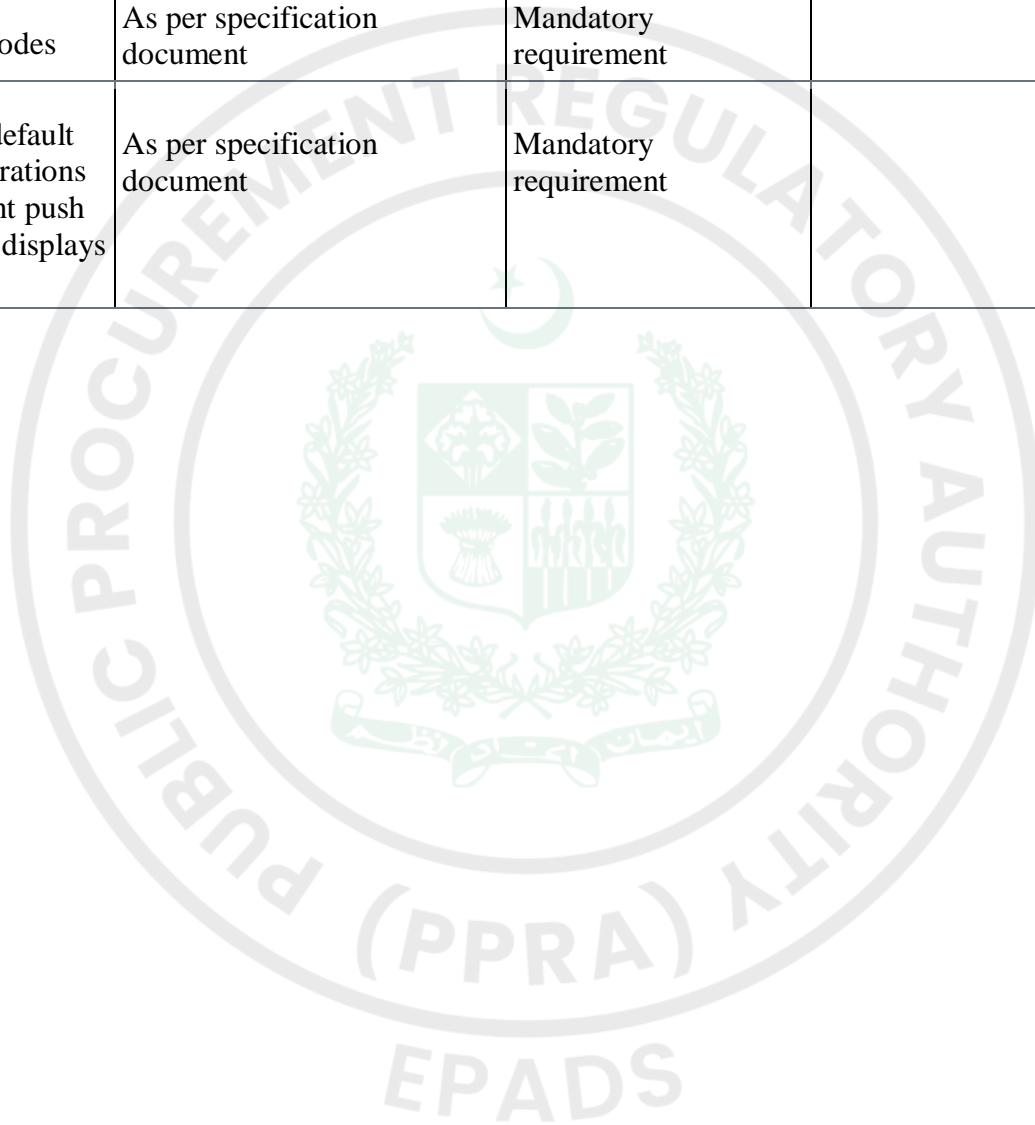 As per specification Mandatory
odes document requirement
efault
As per specification Mandatory
rations document requirement
nt push
displays
PUBLIC PROCUREMENT REGULATORY AUTHORITY
(PPRA)
EPADS